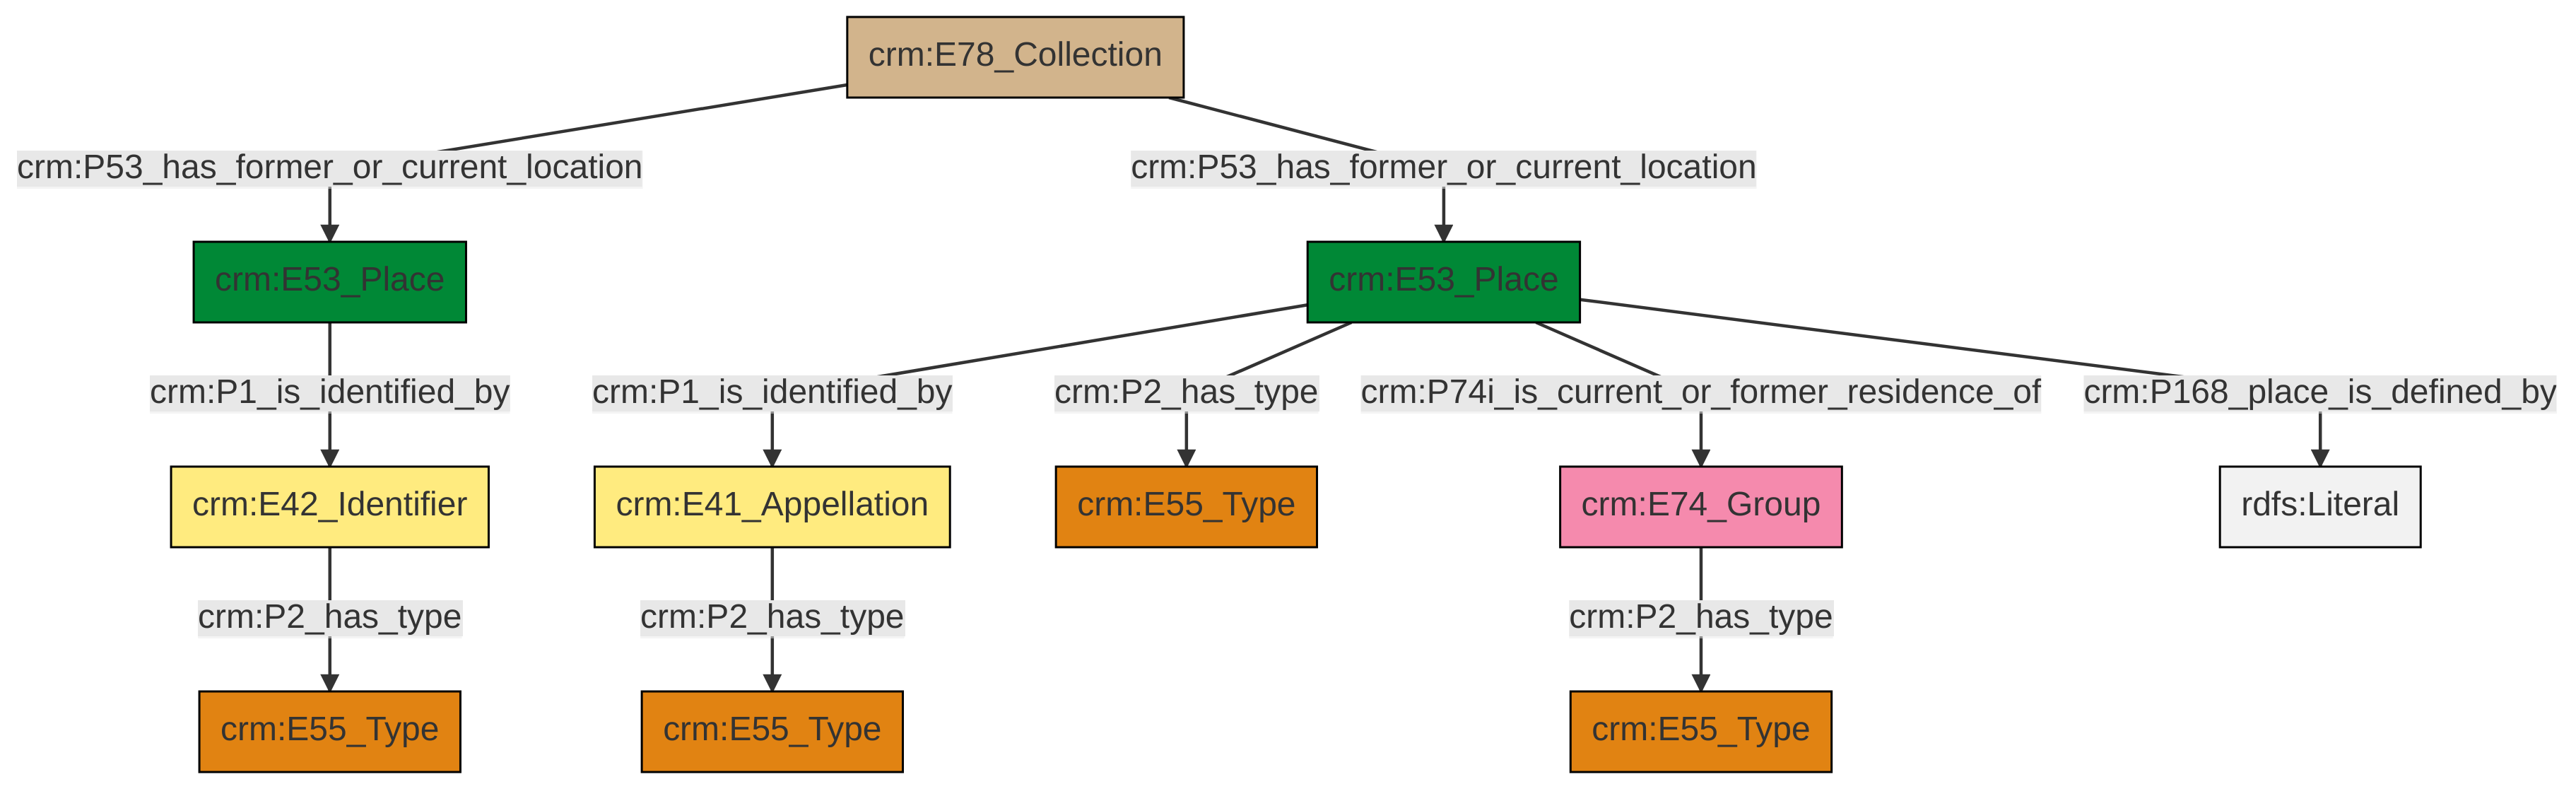 crm:E78_Collection
crm:P53_has_former_or_current_location
crm:P53_has_former_or_current_location
crm:E53_Place
crm:E53_Place
crm:P1_is_identified_by
crm:P1_is_identified_by
crm:P2_has_type
crm:P74i_is_current_or_former_residence_of
crm:P168_place_is_defined_by
crm:E42_Identifier
crm:E41_Appellation
crm:E55_Type
crm:E74_Group
rdfs:Literal
crm:P2_has_type
crm:P2_has_type
crm:P2_has_type
crm:E55_Type
crm:E55_Type
crm:E55_Type